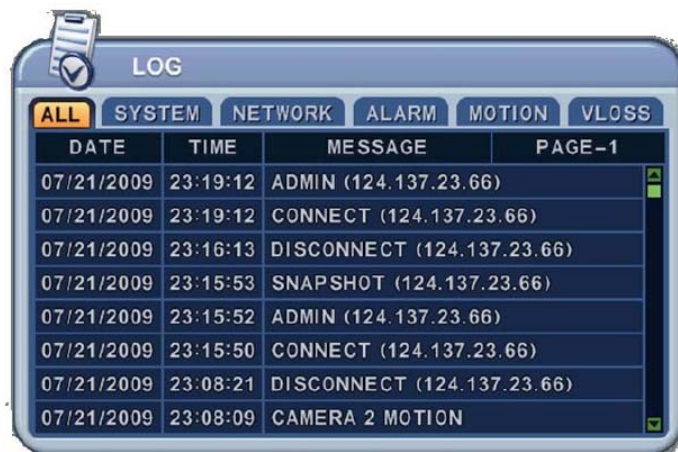 LOG
ALL SYSTEM NETWORK ALARM MOTION VLOSS
DATE TIME MESSAGE PAGE-1
07/21/2009 23:19:12 ADMIN (124.137.23.66)
07/21/2009 23:19:12 CONNECT (124.137.23.66)
07/21/2009 23:16:13 DISCONNECT (124.137.23.66)
07/21/2009 23:15:53 SNAPSHOT (124.137.23.66)
07/21/2009 23:15:52 ADMIN (124.137.23.66)
07/21/2009 23:15:50 CONNECT (124.137.23.66)
07/21/2009 23:08:21 DISCONNECT (124.137.23.66)
07/21/2009 23:08:09 CAMERA 2 MOTION